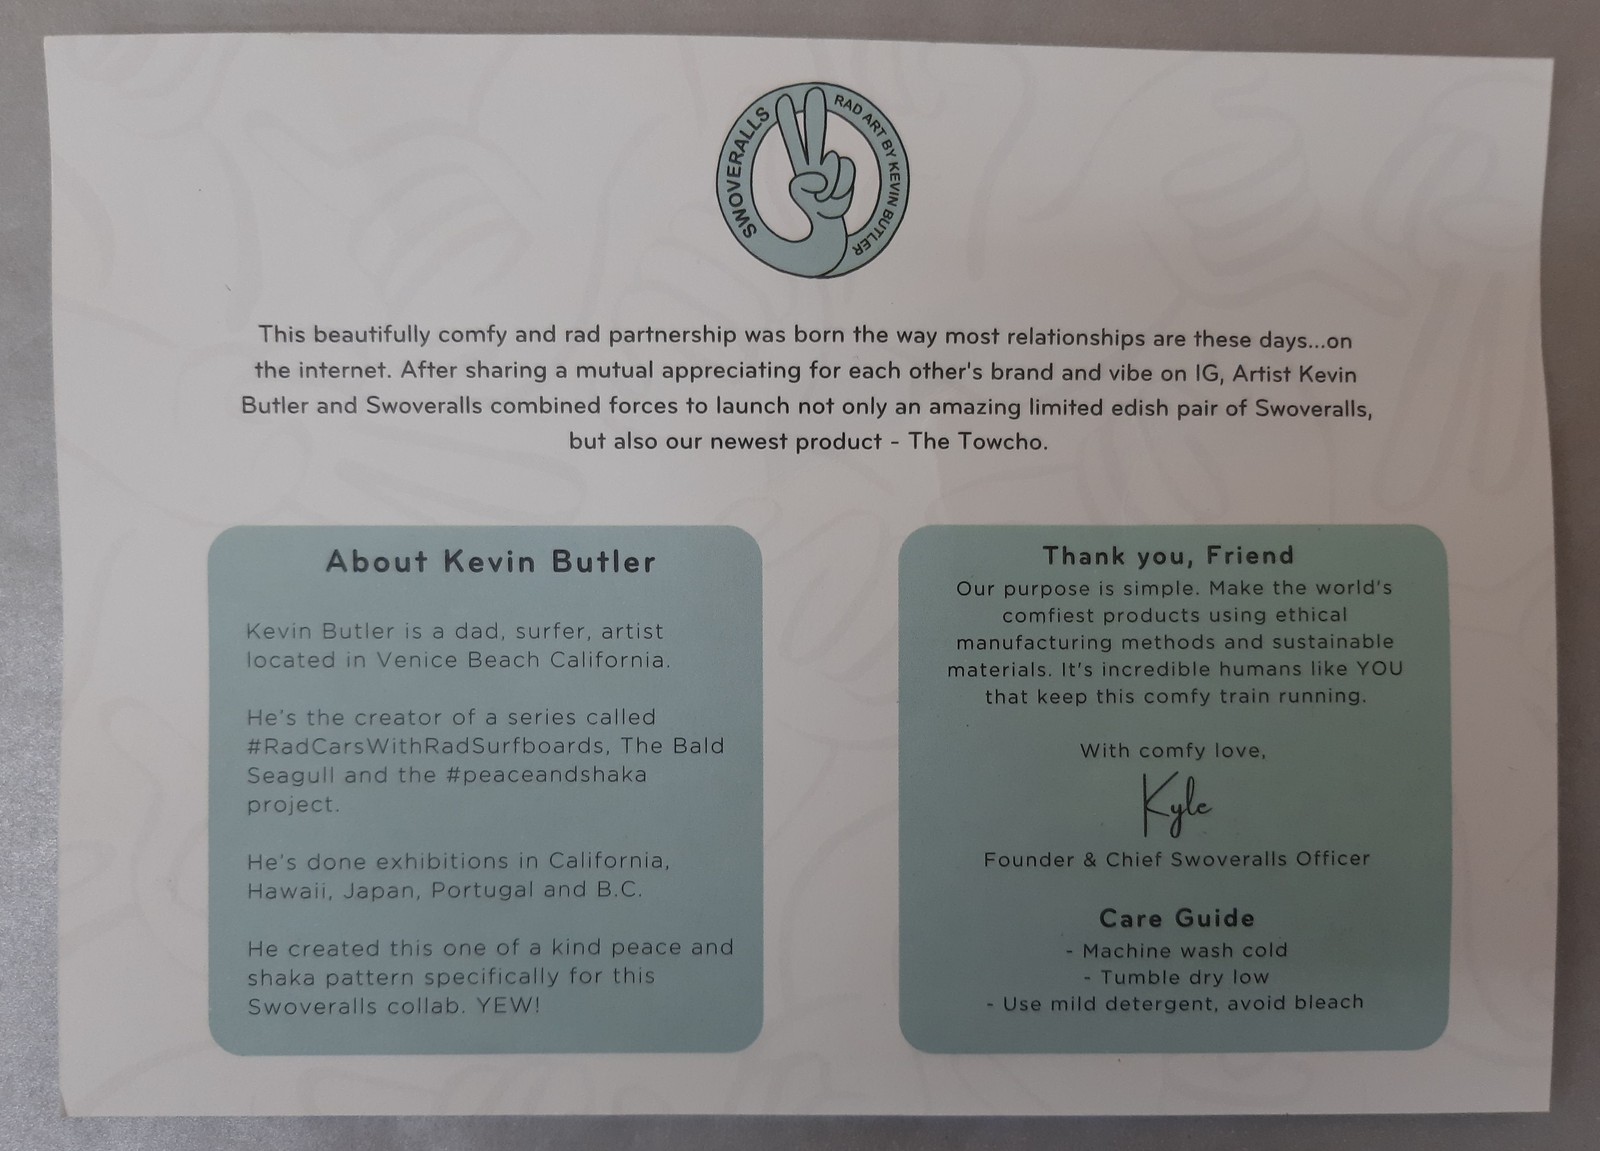 SWOVERALLS
RAD ART BY KEVIN BUTLER
This beautifully comfy and rad partnership was born the way most relationships are these days...on
the internet. After sharing a mutual appreciating for each other's brand and vibe on IG, Artist Kevin
Butler and Swoveralls combined forces to launch not only an amazing limited edish pair of Swoveralls,
but also our newest product - The Towcho.
About Kevin Butler
Kevin Butler is a dad, surfer, artist
located in Venice Beach California.
He's the creator of a series called
#RadCarsWithRadSurfboards, The Bald
Seagull and the #peaceandshaka
project.
He's done exhibitions in California,
Hawaii, Japan, Portugal and B.C.
He created this one of a kind peace and
shaka pattern specifically for this
Swoveralls collab. YEW!
Thank you, Friend
Our purpose is simple. Make the world's
comfiest products using ethical
manufacturing methods and sustainable
materials. It's incredible humans like YOU
that keep this comfy train running.
With comfy love,
Kyle
Founder & Chief Swoveralls Officer
Care Guide
- Machine wash cold
- Tumble dry low
- Use mild detergent, avoid bleach